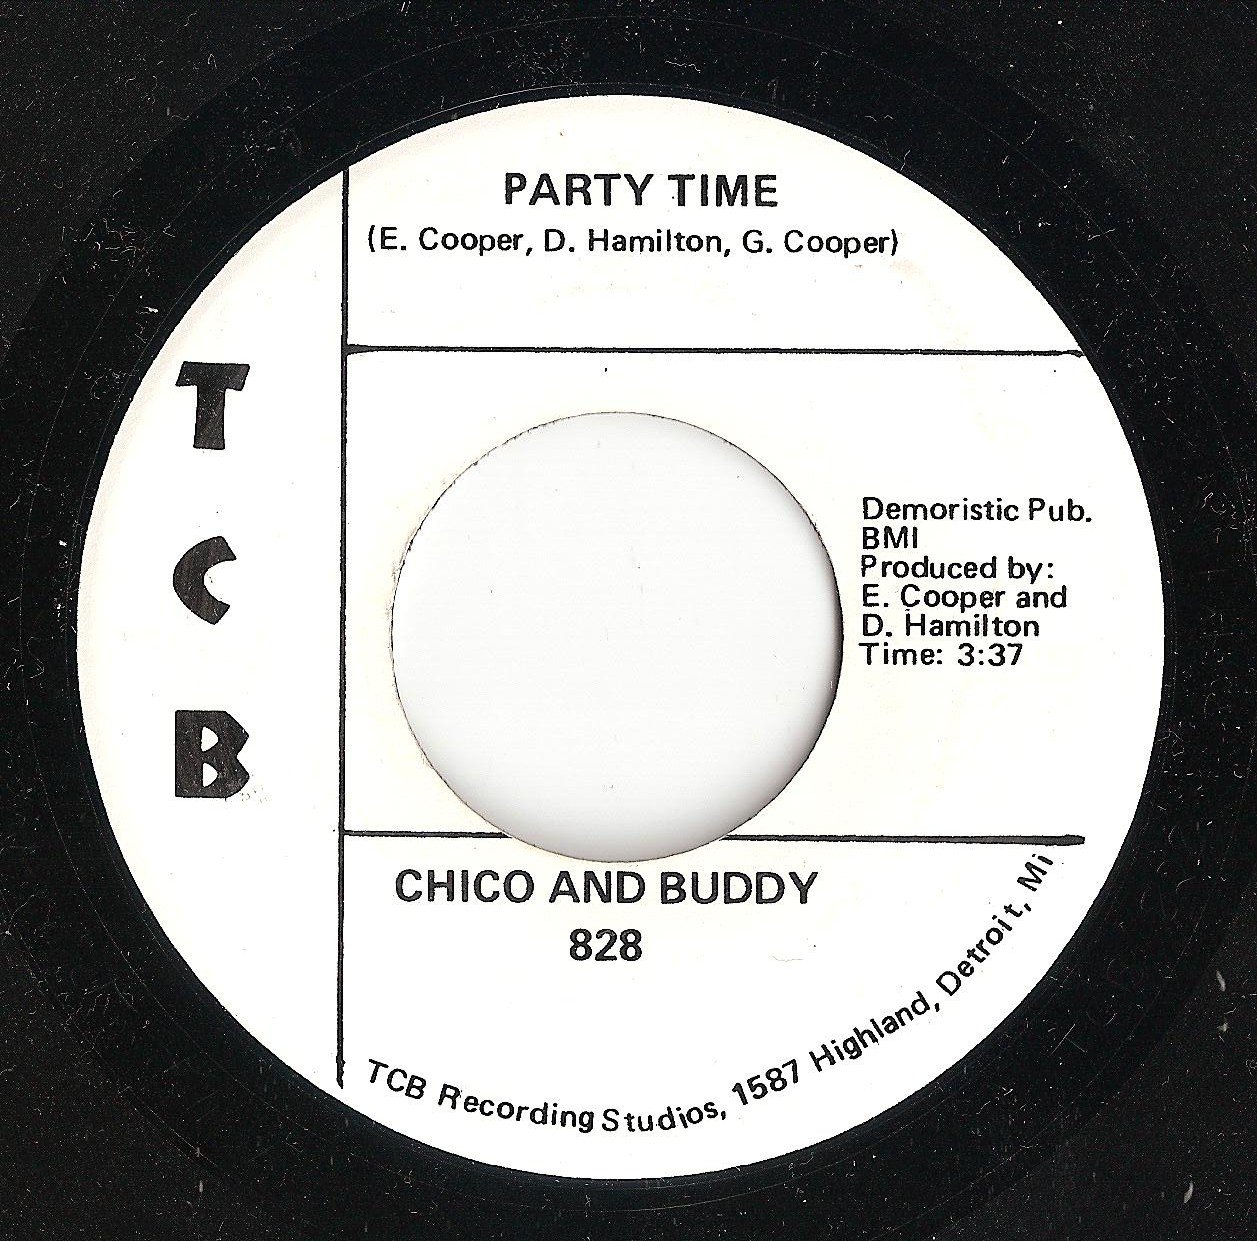 PARTY TIME
(E. Cooper, D. Hamilton, G. Cooper)
T
C
B
Demoristic Pub.
BMI
Produced by:
E. Cooper and
D. Hamilton
Time: 3:37
CHICO AND BUDDY
828
TCB Recording Studios, 1587 Highland, Detroit, Mi